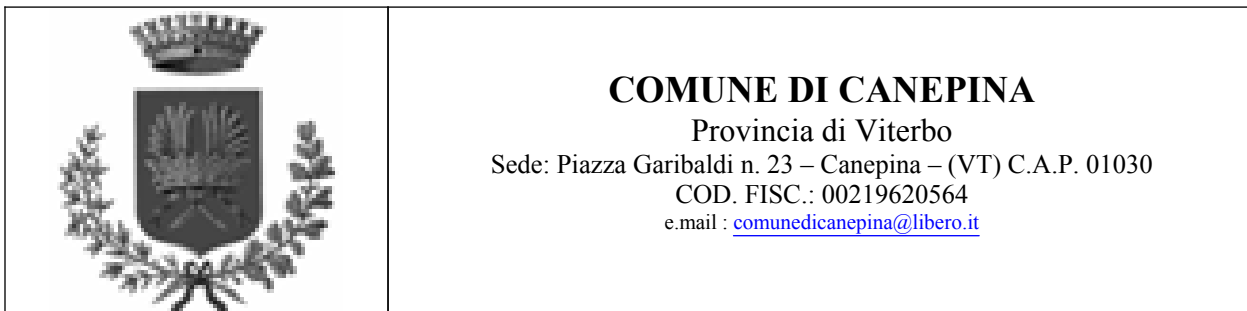 COMUNE DI CANEPINA
Provincia di Viterbo
Sede: Piazza Garibaldi n. 23 – Canepina – (VT) C.A.P. 01030
COD. FISC.: 00219620564
e.mail : comunedicanepina@libero.it